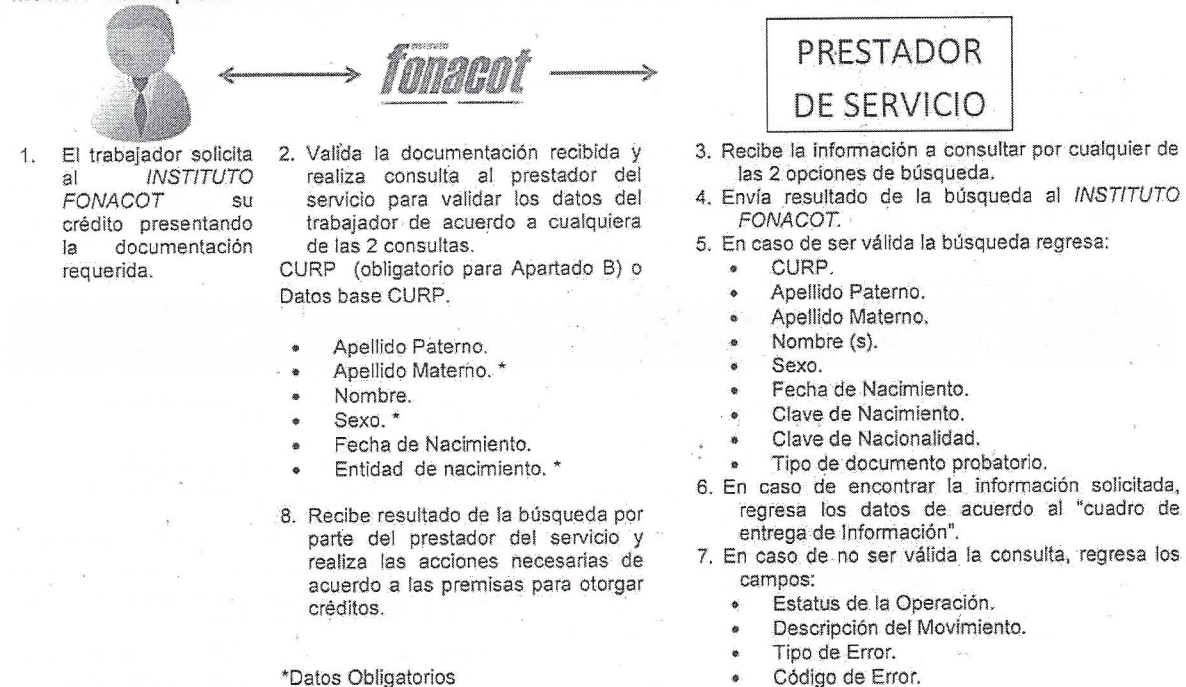 fonacot
PRESTADOR
DE SERVICIO
1. El trabajador solicita
al INSTITUTO
FONACOT su
crédito presentando
la documentación
requerida.
2. Valida la documentación recibida y
realiza consulta al prestador del
servicio para validar los datos del
trabajador de acuerdo a cualquiera
de las 2 consultas.
CURP (obligatorio para Apartado B) o
Datos base CURP.
• Apellido Paterno.
• Apellido Materno. *
• Nombre.
• Sexo. *
• Fecha de Nacimiento.
• Entidad de nacimiento. *
8. Recibe resultado de la búsqueda por
parte del prestador del servicio y
realiza las acciones necesarias de
acuerdo a las premisas para otorgar
créditos.
*Datos Obligatorios
3. Recibe la información a consultar por cualquier de
las 2 opciones de búsqueda.
4. Envía resultado de la búsqueda al INSTITUTO
FONACOT.
5. En caso de ser válida la búsqueda regresa:
• CURP.
• Apellido Paterno.
• Apellido Materno.
• Nombre (s).
• Sexo.
• Fecha de Nacimiento.
• Clave de Nacimiento.
• Clave de Nacionalidad.
• Tipo de documento probatorio.
6. En caso de encontrar la información solicitada,
regresa los datos de acuerdo al "cuadro de
entrega de Información".
7. En caso de no ser válida la consulta, regresa los
campos:
• Estatus de la Operación.
• Descripción del Movimiento.
• Tipo de Error.
• Código de Error.